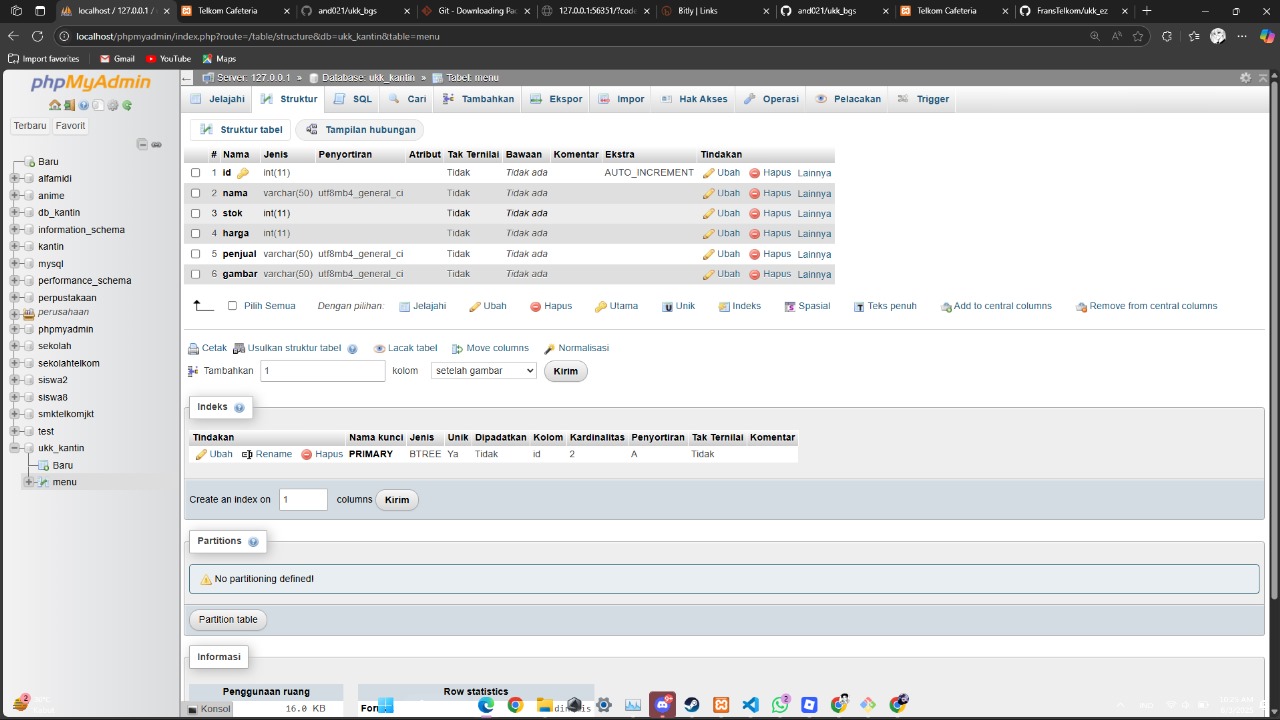 localhost / 127.0.0.1 /
Telkom Cafeteria
and021/ukk_bgs
Git - Downloading Pac
127.0.0.1:56351/?code
Bitly | Links
and021/ukk_bgs
Telkom Cafeteria
FransTelkom/ukk_ez
localhost/phpmyadmin/index.php?route=/table/structure&db=ukk_kantin&table=menu
Import favorites
Gmail
YouTube
Maps
phpMyAdmin
Terbaru
Favorit
Baru
alfamidi
anime
db_kantin
information_schema
kantin
mysql
performance_schema
perpustakaan
perusahaan
phpmyadmin
sekolah
sekolahtelkom
siswa2
siswa8
smktelkomjkt
test
ukk_kantin
Baru
menu
Server: 127.0.0.1 » Database: ukk_kantin » Tabel: menu
Jelajahi Struktur SQL Cari Tambahkan Ekspor Impor Hak Akses Operasi Pelacakan Trigger
Struktur tabel Tampilan hubungan
# Nama Jenis Penyortiran Atribut Tak Ternilai Bawaan Komentar Ekstra Tindakan
1 id int(11) Tidak Tidak ada AUTO_INCREMENT Ubah Hapus Lainnya
2 nama varchar(50) utf8mb4_general_ci Tidak Tidak ada Ubah Hapus Lainnya
3 stok int(11) Tidak Tidak ada Ubah Hapus Lainnya
4 harga int(11) Tidak Tidak ada Ubah Hapus Lainnya
5 penjual varchar(50) utf8mb4_general_ci Tidak Tidak ada Ubah Hapus Lainnya
6 gambar varchar(50) utf8mb4_general_ci Tidak Tidak ada Ubah Hapus Lainnya
Pilih Semua Dengan pilihan: Jelajahi Ubah Hapus Utama Unik Indeks Spasial Teks penuh Add to central columns Remove from central columns
Cetak Usulkan struktur tabel Lacak tabel Move columns Normalisasi
Tambahkan 1 kolom setelah gambar Kirim
Indeks
Tindakan Nama kunci Jenis Unik Dipadatkan Kolom Kardinalitas Penyortiran Tak Ternilai Komentar
Ubah Rename Hapus PRIMARY BTREE Ya Tidak id 2 A Tidak
Create an index on 1 columns Kirim
Partitions
No partitioning defined!
Partition table
Informasi
Penggunaan ruang Row statistics
Konsol 16.0 KB